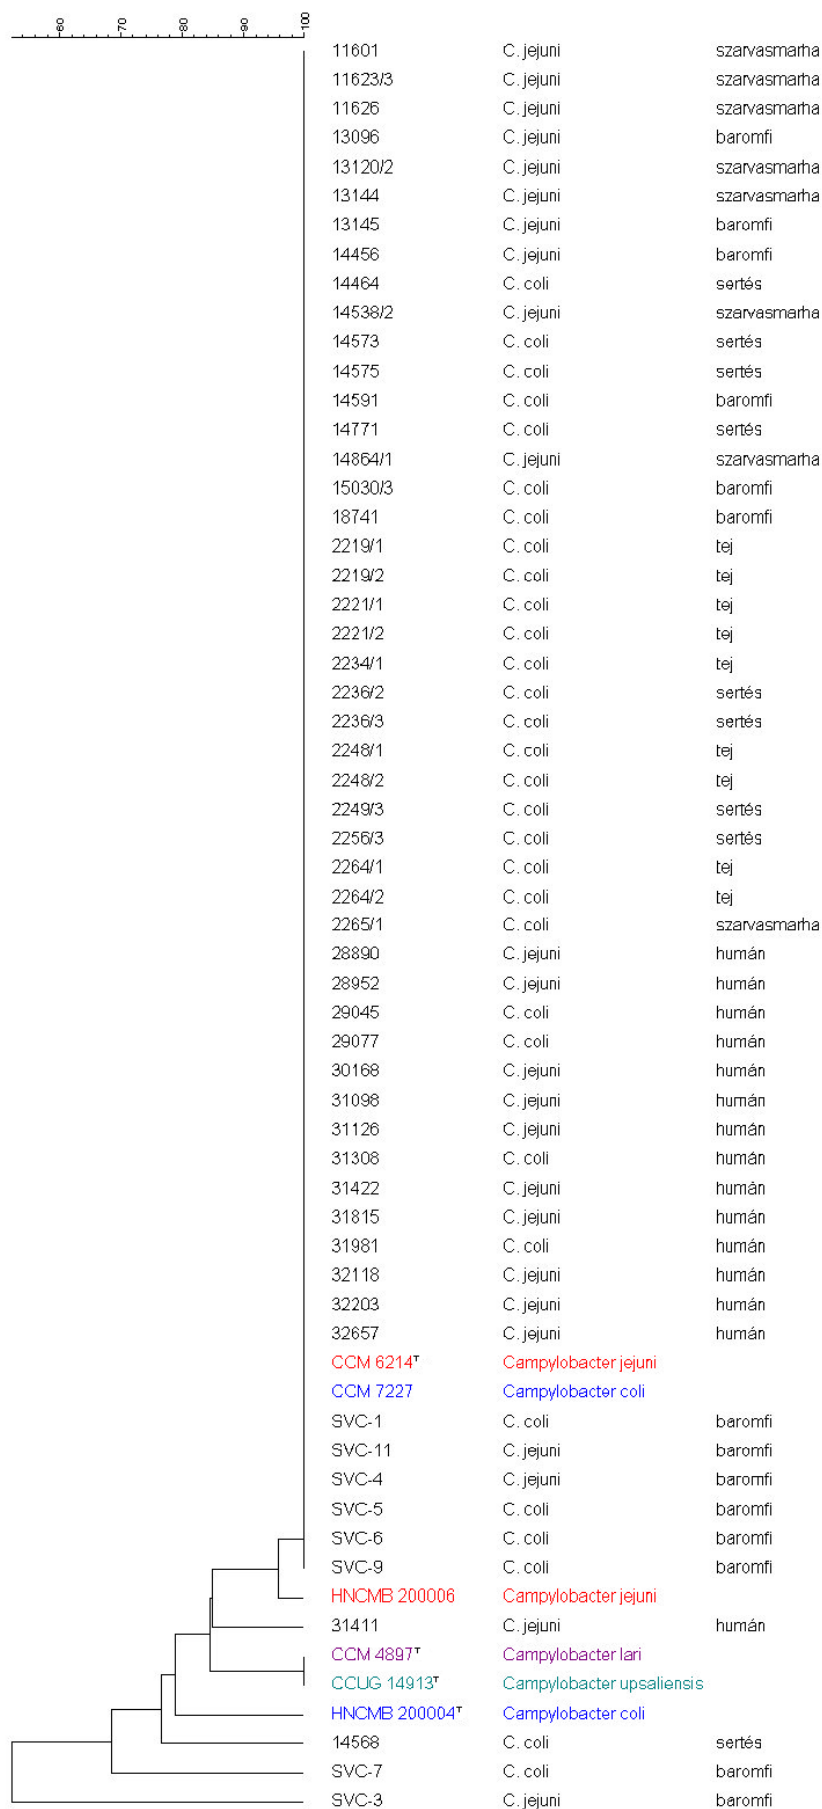 60 70 80 90 100
11601 C. jejuni szarvasmarha
11623/3 C. jejuni szarvasmarha
11626 C. jejuni szarvasmarha
13096 C. jejuni baromfi
13120/2 C. jejuni szarvasmarha
13144 C. jejuni szarvasmarha
13145 C. jejuni baromfi
14456 C. jejuni baromfi
14464 C. coli sertés
14538/2 C. jejuni szarvasmarha
14573 C. coli sertés
14575 C. coli sertés
14591 C. coli baromfi
14771 C. coli sertés
14864/1 C. jejuni szarvasmarha
15030/3 C. coli baromfi
18741 C. coli baromfi
2219/1 C. coli tej
2219/2 C. coli tej
2221/1 C. coli tej
2221/2 C. coli tej
2234/1 C. coli tej
2236/2 C. coli sertés
2236/3 C. coli sertés
2248/1 C. coli tej
2248/2 C. coli tej
2249/3 C. coli sertés
2256/3 C. coli sertés
2264/1 C. coli tej
2264/2 C. coli tej
2265/1 C. coli szarvasmarha
28890 C. jejuni humán
28952 C. jejuni humán
29045 C. coli humán
29077 C. coli humán
30168 C. jejuni humán
31098 C. jejuni humán
31126 C. jejuni humán
31308 C. coli humán
31422 C. jejuni humán
31815 C. jejuni humán
31981 C. coli humán
32118 C. jejuni humán
32203 C. jejuni humán
32657 C. jejuni humán
CCM 6214ᵀ Campylobacter jejuni
CCM 7227 Campylobacter coli
SVC-1 C. coli baromfi
SVC-11 C. jejuni baromfi
SVC-4 C. jejuni baromfi
SVC-5 C. coli baromfi
SVC-6 C. coli baromfi
SVC-9 C. coli baromfi
HNCMB 200006 Campylobacter jejuni
31411 C. jejuni humán
CCM 4897ᵀ Campylobacter lari
CCUG 14913ᵀ Campylobacter upsaliensis
HNCMB 200004ᵀ Campylobacter coli
14568 C. coli sertés
SVC-7 C. coli baromfi
SVC-3 C. jejuni baromfi